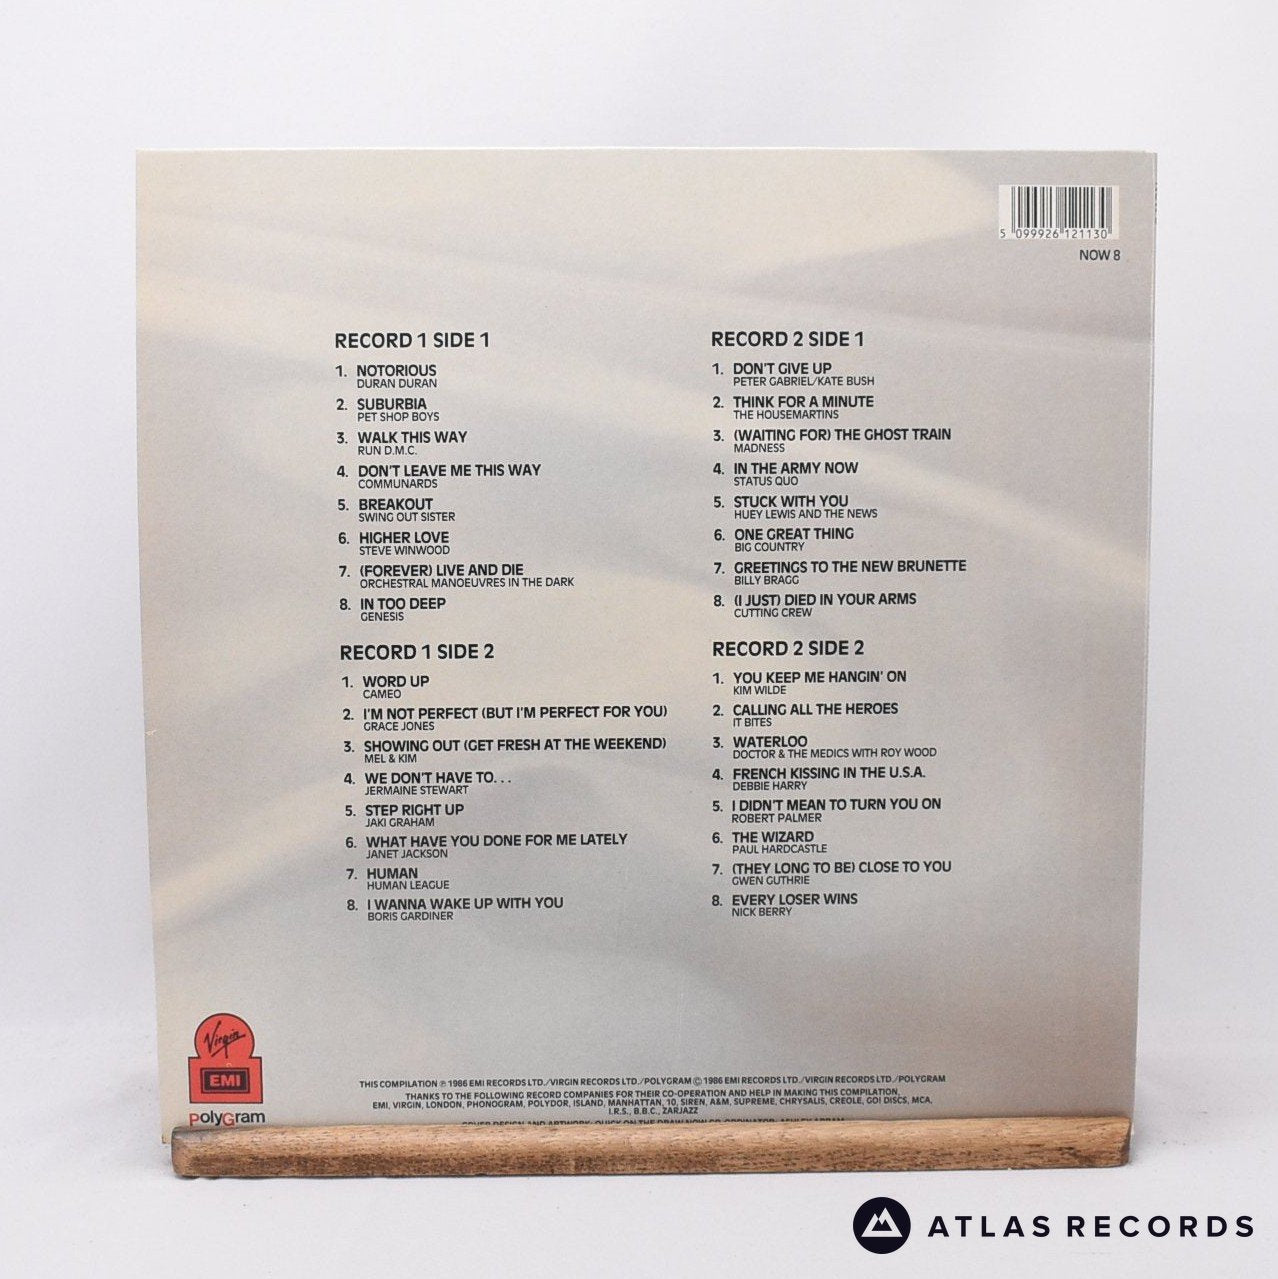 5 099926 121130
NOW 8
RECORD 1 SIDE 1
1. NOTORIOUS
DURAN DURAN
2. SUBURBIA
PET SHOP BOYS
3. WALK THIS WAY
RUN D.M.C.
4. DON'T LEAVE ME THIS WAY
COMMUNARDS
5. BREAKOUT
SWING OUT SISTER
6. HIGHER LOVE
STEVE WINWOOD
7. (FOREVER) LIVE AND DIE
ORCHESTRAL MANOEUVRES IN THE DARK
8. IN TOO DEEP
GENESIS
RECORD 1 SIDE 2
1. WORD UP
CAMEO
2. I'M NOT PERFECT (BUT I'M PERFECT FOR YOU)
GRACE JONES
3. SHOWING OUT (GET FRESH AT THE WEEKEND)
MEL & KIM
4. WE DON'T HAVE TO...
JERMAINE STEWART
5. STEP RIGHT UP
JAKI GRAHAM
6. WHAT HAVE YOU DONE FOR ME LATELY
JANET JACKSON
7. HUMAN
HUMAN LEAGUE
8. I WANNA WAKE UP WITH YOU
BORIS GARDINER
RECORD 2 SIDE 1
1. DON'T GIVE UP
PETER GABRIEL/KATE BUSH
2. THINK FOR A MINUTE
THE HOUSEMARTINS
3. (WAITING FOR) THE GHOST TRAIN
MADNESS
4. IN THE ARMY NOW
STATUS QUO
5. STUCK WITH YOU
HUEY LEWIS AND THE NEWS
6. ONE GREAT THING
BIG COUNTRY
7. GREETINGS TO THE NEW BRUNETTE
BILLY BRAGG
8. (I JUST) DIED IN YOUR ARMS
CUTTING CREW
RECORD 2 SIDE 2
1. YOU KEEP ME HANGIN' ON
KIM WILDE
2. CALLING ALL THE HEROES
IT BITES
3. WATERLOO
DOCTOR & THE MEDICS WITH ROY WOOD
4. FRENCH KISSING IN THE U.S.A.
DEBBIE HARRY
5. I DIDN'T MEAN TO TURN YOU ON
ROBERT PALMER
6. THE WIZARD
PAUL HARDCASTLE
7. (THEY LONG TO BE) CLOSE TO YOU
GWEN GUTHRIE
8. EVERY LOSER WINS
NICK BERRY
Virgin
EMI
PolyGram
THIS COMPILATION ℗ 1986 EMI RECORDS LTD./VIRGIN RECORDS LTD./POLYGRAM © 1986 EMI RECORDS LTD./VIRGIN RECORDS LTD./POLYGRAM
THANKS TO THE FOLLOWING RECORD COMPANIES FOR THEIR CO-OPERATION AND HELP IN MAKING THIS COMPILATION,
EMI, VIRGIN, LONDON, PHONOGRAM, POLYDOR, ISLAND, MANHATTAN, 10, SIREN, A&M, SUPREME, CHRYSALIS, CREOLE, GO! DISCS, MCA,
I.R.S., B.B.C., ZARJAZZ
COVER DESIGN AND ARTWORK: QUICK ON THE DRAW
ATLAS RECORDS